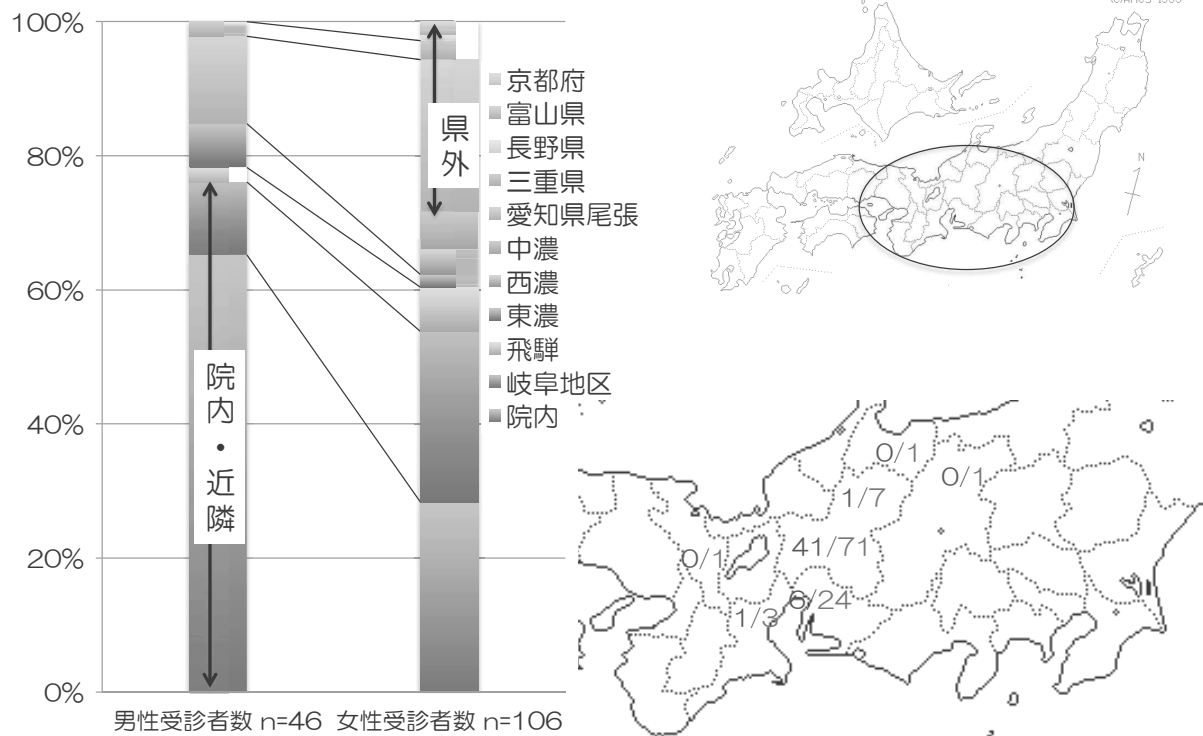 100%
80%
60%
40%
20%
0%
県外
院内・近隣
京都府
富山県
長野県
三重県
愛知県尾張
中濃
西濃
東濃
飛騨
岐阜地区
院内
男性受診者数 n=46
女性受診者数 n=106
N
0/1
0/1
1/7
41/71
0/1
6/24
1/3